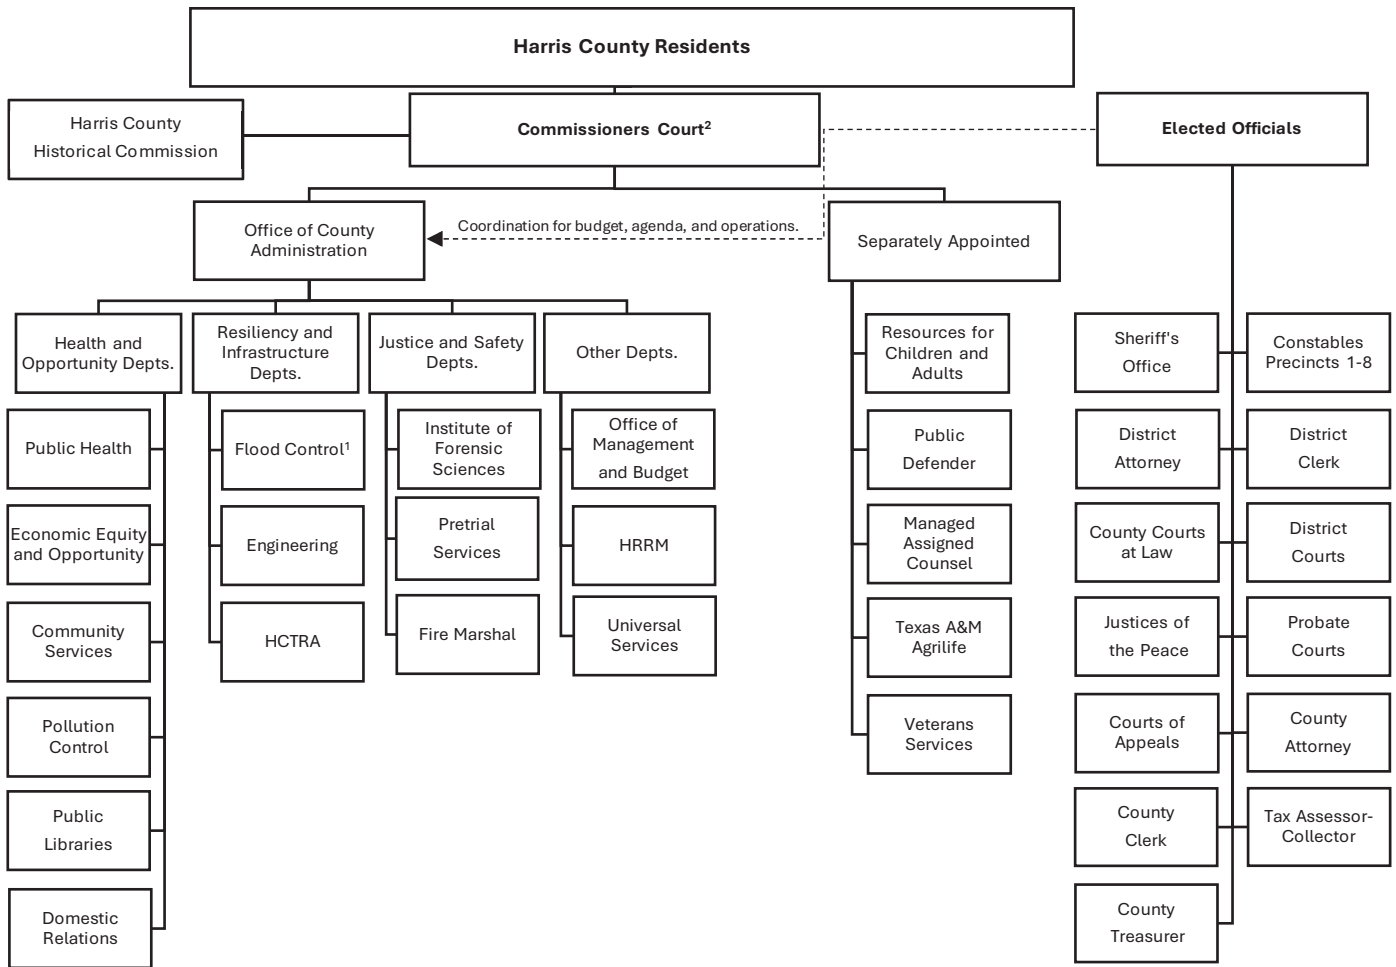 Harris County Residents
Harris County
Historical Commission
Commissioners Court²
Elected Officials
Office of County
Administration
Coordination for budget, agenda, and operations.
Separately Appointed
Health and
Opportunity Depts.
Resiliency and
Infrastructure
Depts.
Justice and Safety
Depts.
Other Depts.
Public Health
Economic Equity
and Opportunity
Community
Services
Pollution
Control
Public
Libraries
Domestic
Relations
Flood Control¹
Engineering
HCTRA
Institute of
Forensic
Sciences
Pretrial
Services
Fire Marshal
Office of
Management
and Budget
HRRM
Universal
Services
Resources for
Children and
Adults
Public
Defender
Managed
Assigned
Counsel
Texas A&M
Agrilife
Veterans
Services
Sheriff's
Office
Constables
Precincts 1-8
District
Attorney
District
Clerk
County Courts
at Law
District
Courts
Justices of
the Peace
Probate
Courts
Courts of
Appeals
County
Attorney
County
Clerk
Tax Assessor-
Collector
County
Treasurer